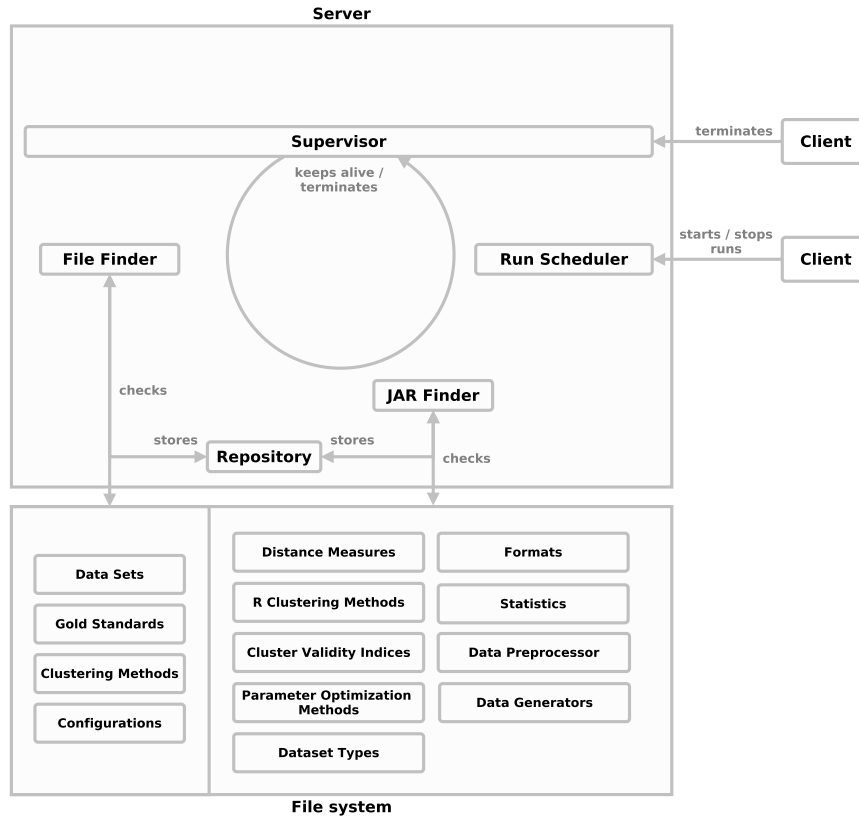 Server
Supervisor
terminates
Client
keeps alive /
terminates
File Finder
Run Scheduler
starts / stops
runs
Client
checks
JAR Finder
stores
Repository
stores
checks
Data Sets
Gold Standards
Clustering Methods
Configurations
Distance Measures
Formats
R Clustering Methods
Statistics
Cluster Validity Indices
Data Preprocessor
Parameter Optimization
Methods
Data Generators
Dataset Types
File system